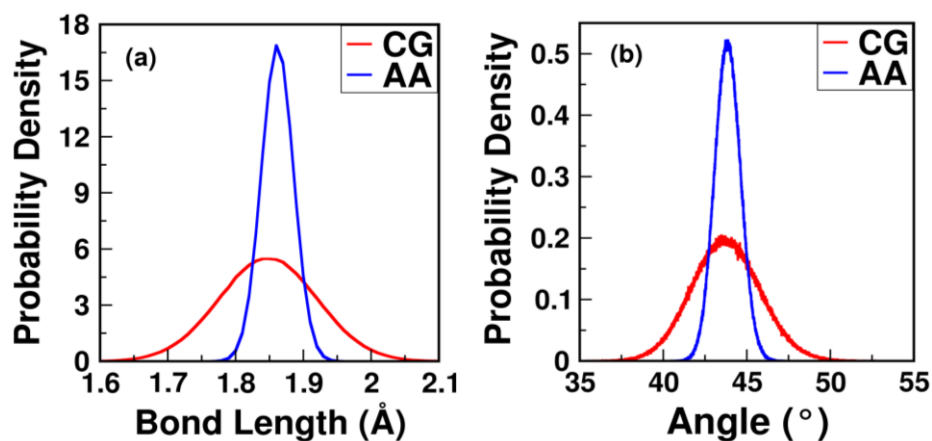 (a)
CG
AA
18
15
12
9
6
3
0
1.6 1.7 1.8 1.9 2 2.1
Probability Density
Bond Length (Å)
(b)
CG
AA
0.5
0.4
0.3
0.2
0.1
0
35 40 45 50 55
Probability Density
Angle (°)